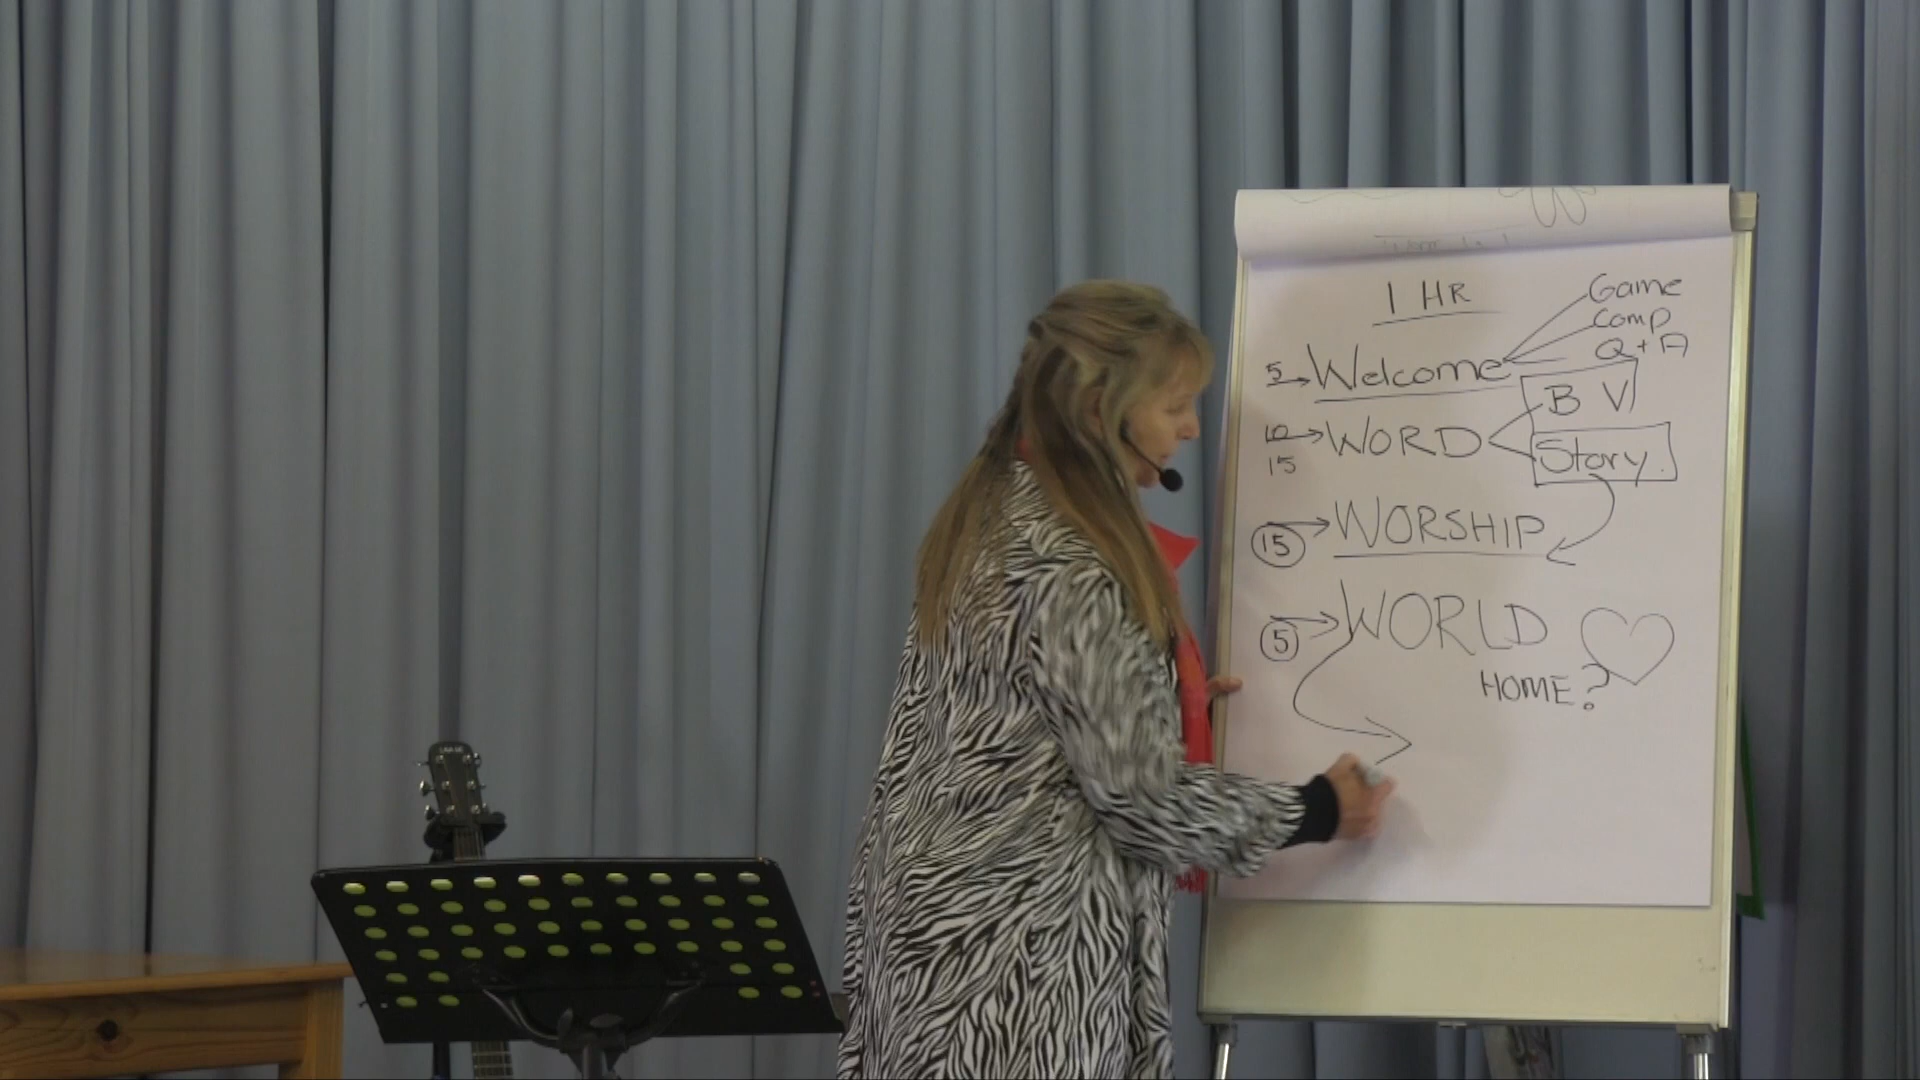 1 HR
Game
Comp
Q + A
5 → Welcome
B V
10 → WORD
15
Story.
15 → WORSHIP
5 → WORLD
HOME?